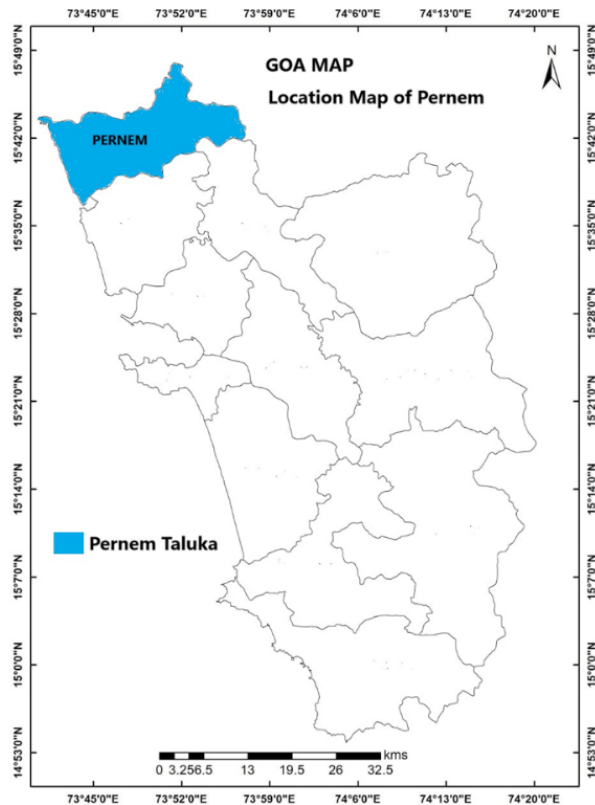 73°45'0"E 73°52'0"E 73°59'0"E 74°6'0"E 74°13'0"E 74°20'0"E
GOA MAP
N
Location Map of Pernem
PERNEM
15°49'0"N 15°49'0"N
15°42'0"N 15°42'0"N
15°35'0"N 15°35'0"N
15°28'0"N 15°28'0"N
15°21'0"N 15°21'0"N
15°14'0"N 15°14'0"N
Pernem Taluka
15°7'0"N 15°7'0"N
15°0'0"N 15°0'0"N
14°53'0"N 14°53'0"N
kms
0 3.256.5 13 19.5 26 32.5
73°45'0"E 73°52'0"E 73°59'0"E 74°6'0"E 74°13'0"E 74°20'0"E